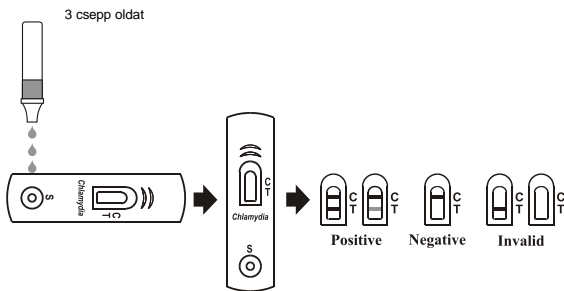 3 csepp oldat
S
Chlamydia
C
T
C
T
Chlamydia
S
C
T
C
T
C
T
C
T
C
T
Positive
Negative
Invalid